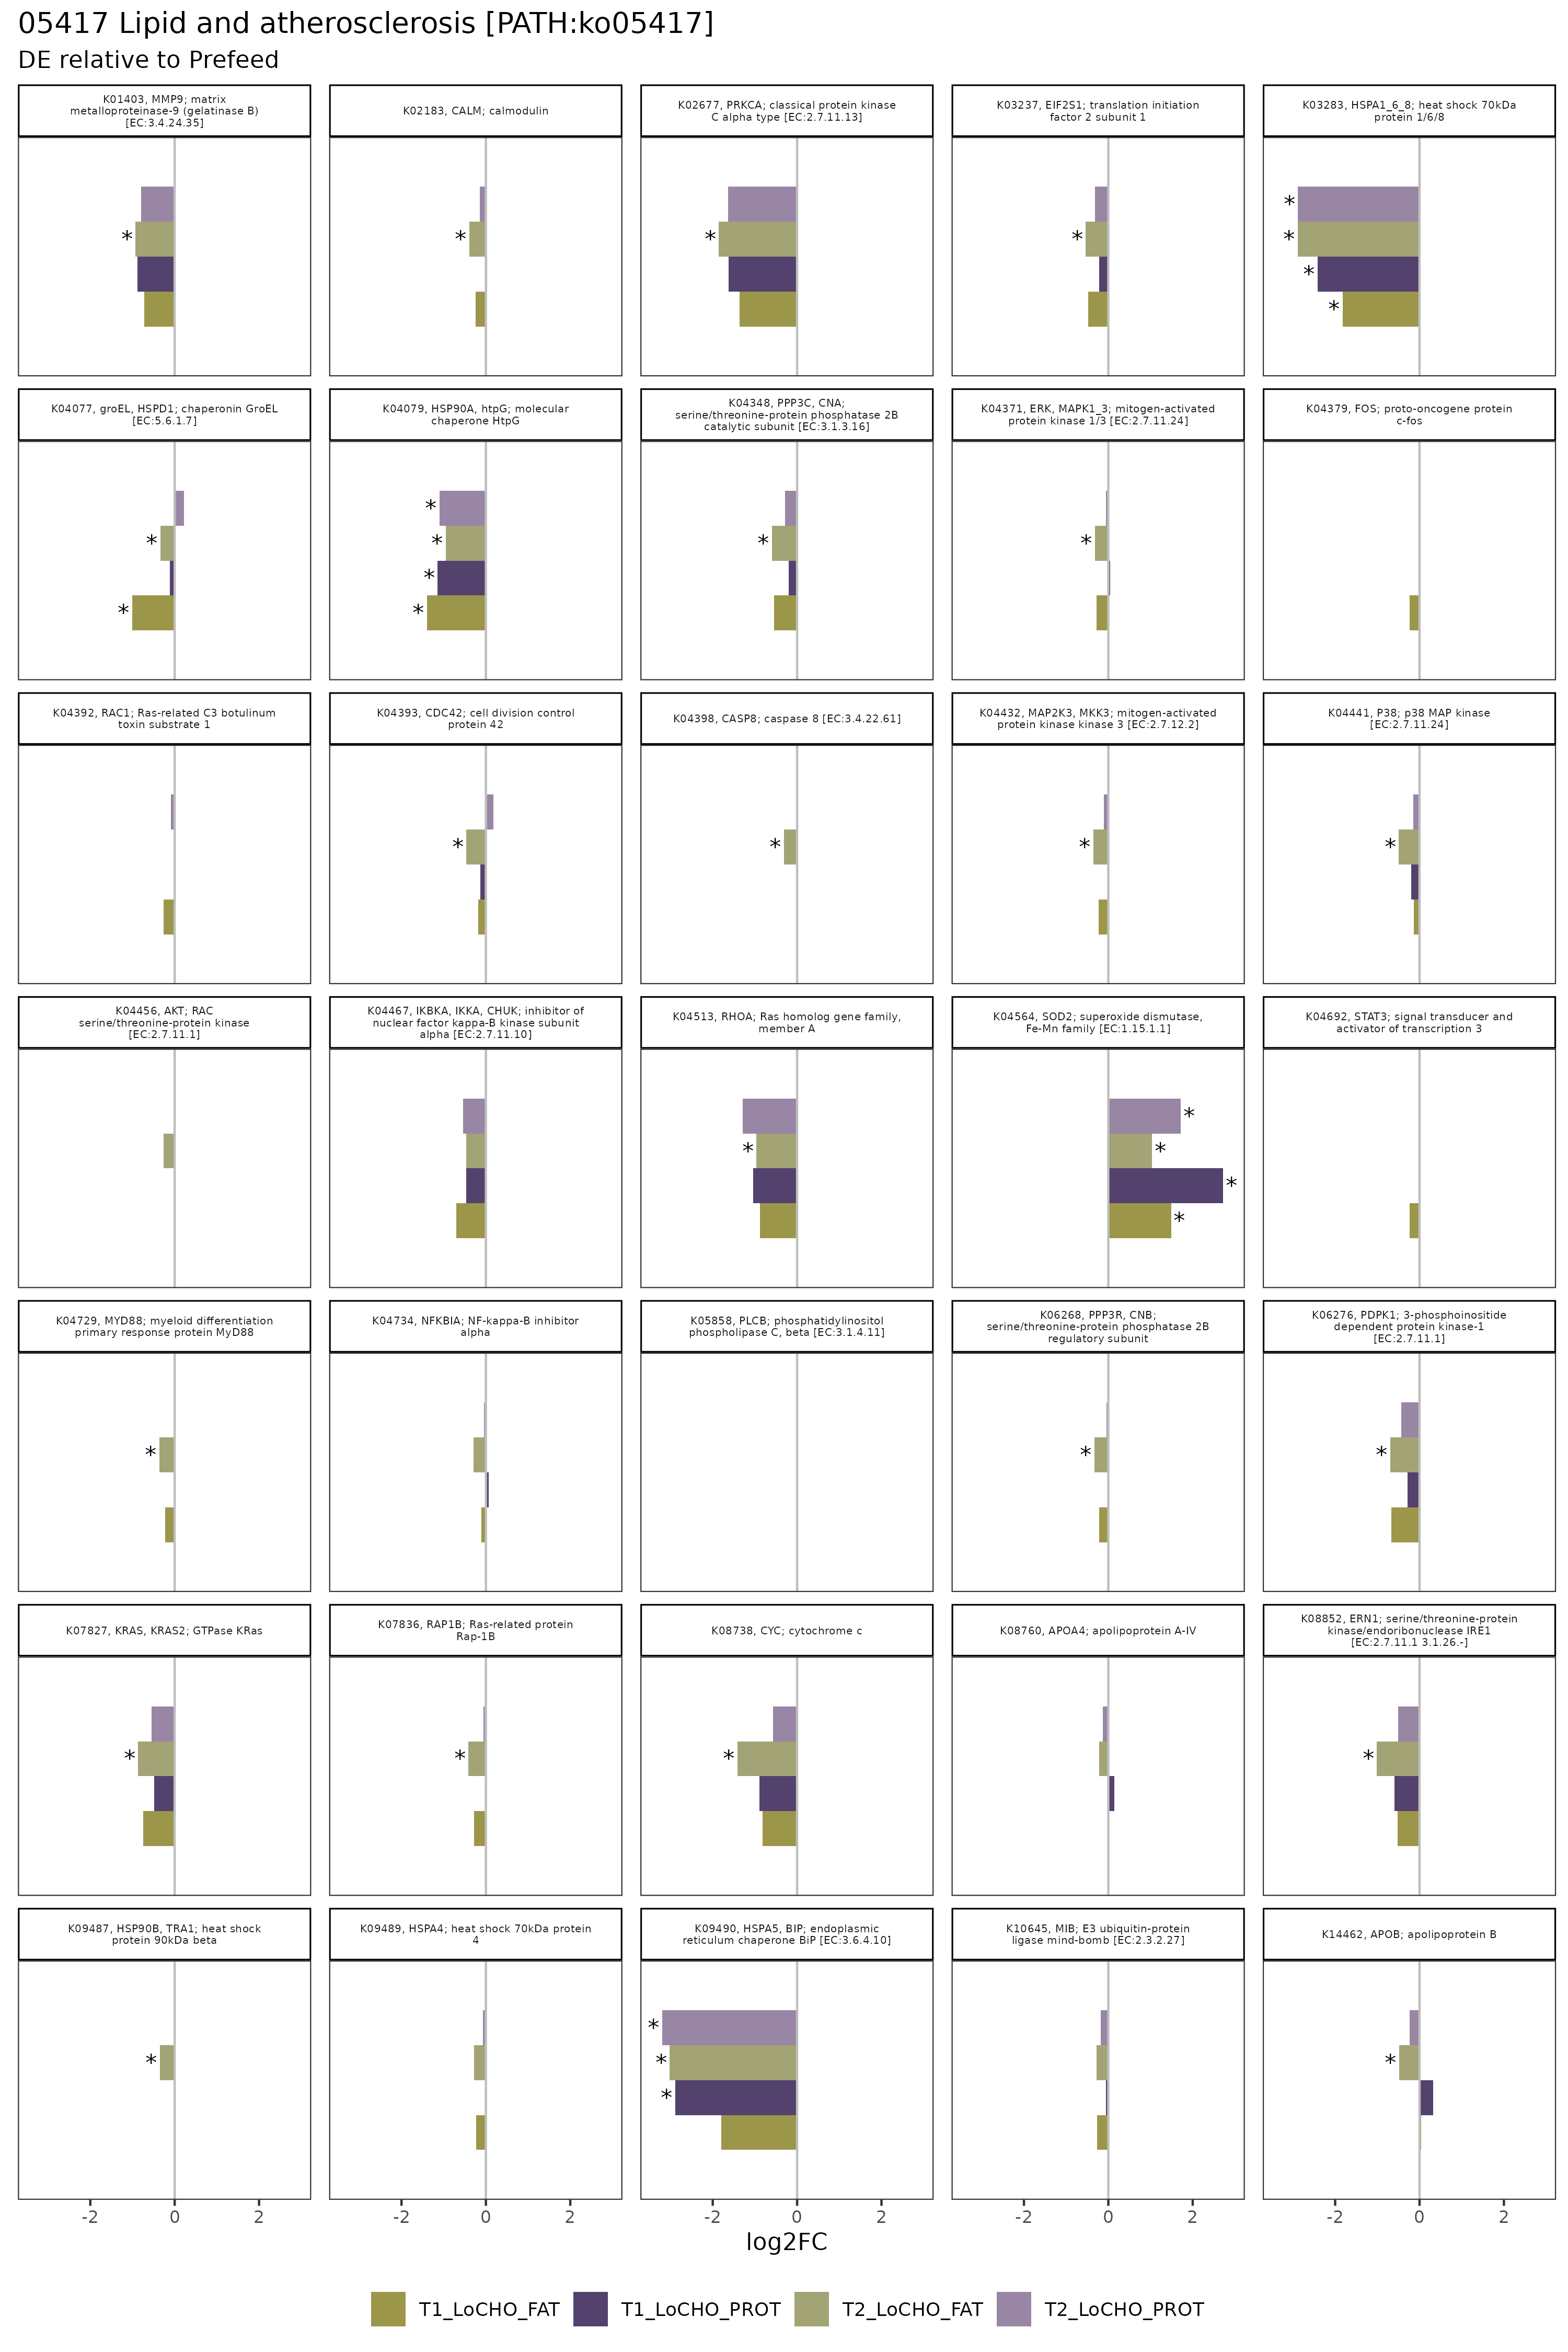 05417 Lipid and atherosclerosis [PATH:ko05417]
DE relative to Prefeed
K01403, MMP9; matrix
metalloproteinase-9 (gelatinase B)
[EC:3.4.24.35]
K02183, CALM; calmodulin
K02677, PRKCA; classical protein kinase
C alpha type [EC:2.7.11.13]
K03237, EIF2S1; translation initiation
factor 2 subunit 1
K03283, HSPA1_6_8; heat shock 70kDa
protein 1/6/8
*
*
*
*
*
*
*
*
K04077, groEL, HSPD1; chaperonin GroEL
[EC:5.6.1.7]
K04079, HSP90A, htpG; molecular
chaperone HtpG
K04348, PPP3C, CNA;
serine/threonine-protein phosphatase 2B
catalytic subunit [EC:3.1.3.16]
K04371, ERK, MAPK1_3; mitogen-activated
protein kinase 1/3 [EC:2.7.11.24]
K04379, FOS; proto-oncogene protein
c-fos
*
*
*
*
*
*
*
*
K04392, RAC1; Ras-related C3 botulinum
toxin substrate 1
K04393, CDC42; cell division control
protein 42
K04398, CASP8; caspase 8 [EC:3.4.22.61]
K04432, MAP2K3, MKK3; mitogen-activated
protein kinase kinase 3 [EC:2.7.12.2]
K04441, P38; p38 MAP kinase
[EC:2.7.11.24]
*
*
*
*
K04456, AKT; RAC
serine/threonine-protein kinase
[EC:2.7.11.1]
K04467, IKBKA, IKKA, CHUK; inhibitor of
nuclear factor kappa-B kinase subunit
alpha [EC:2.7.11.10]
K04513, RHOA; Ras homolog gene family,
member A
K04564, SOD2; superoxide dismutase,
Fe-Mn family [EC:1.15.1.1]
K04692, STAT3; signal transducer and
activator of transcription 3
*
*
*
*
*
K04729, MYD88; myeloid differentiation
primary response protein MyD88
K04734, NFKBIA; NF-kappa-B inhibitor
alpha
K05858, PLCB; phosphatidylinositol
phospholipase C, beta [EC:3.1.4.11]
K06268, PPP3R, CNB;
serine/threonine-protein phosphatase 2B
regulatory subunit
K06276, PDPK1; 3-phosphoinositide
dependent protein kinase-1
[EC:2.7.11.1]
*
*
*
K07827, KRAS, KRAS2; GTPase KRas
K07836, RAP1B; Ras-related protein
Rap-1B
K08738, CYC; cytochrome c
K08760, APOA4; apolipoprotein A-IV
K08852, ERN1; serine/threonine-protein
kinase/endoribonuclease IRE1
[EC:2.7.11.1 3.1.26.-]
*
*
*
*
K09487, HSP90B, TRA1; heat shock
protein 90kDa beta
K09489, HSPA4; heat shock 70kDa protein
4
K09490, HSPA5, BIP; endoplasmic
reticulum chaperone BiP [EC:3.6.4.10]
K10645, MIB; E3 ubiquitin-protein
ligase mind-bomb [EC:2.3.2.27]
K14462, APOB; apolipoprotein B
*
*
*
*
*
-2 0 2 -2 0 2 -2 0 2 -2 0 2 -2 0 2
log2FC
T1_LoCHO_FAT T1_LoCHO_PROT T2_LoCHO_FAT T2_LoCHO_PROT